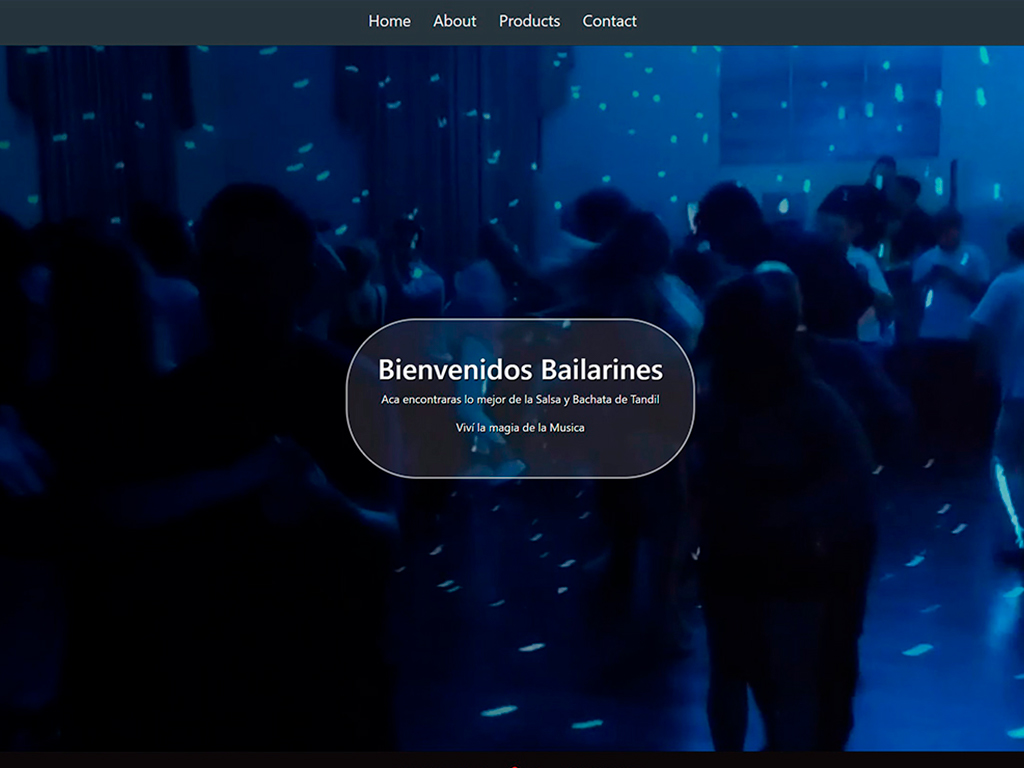 Home About Products Contact
Bienvenidos Bailarines
Aca encontraras lo mejor de la Salsa y Bachata de Tandil
Viví la magia de la Musica